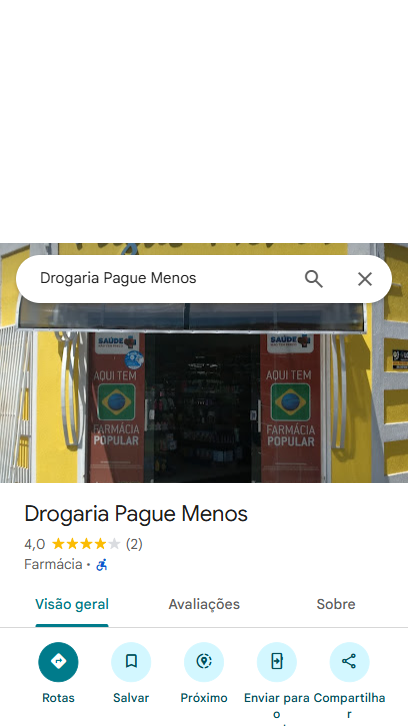 Drogaria Pague Menos
SAÚDE
AQUI TEM
FARMÁCIA
POPULAR
SAÚDE
AQUI TEM
FARMÁCIA
POPULAR
Drogaria Pague Menos
4,0 (2)
Farmácia •
Visão geral Avaliações Sobre
Rotas Salvar Próximo Enviar para o Compartilhar